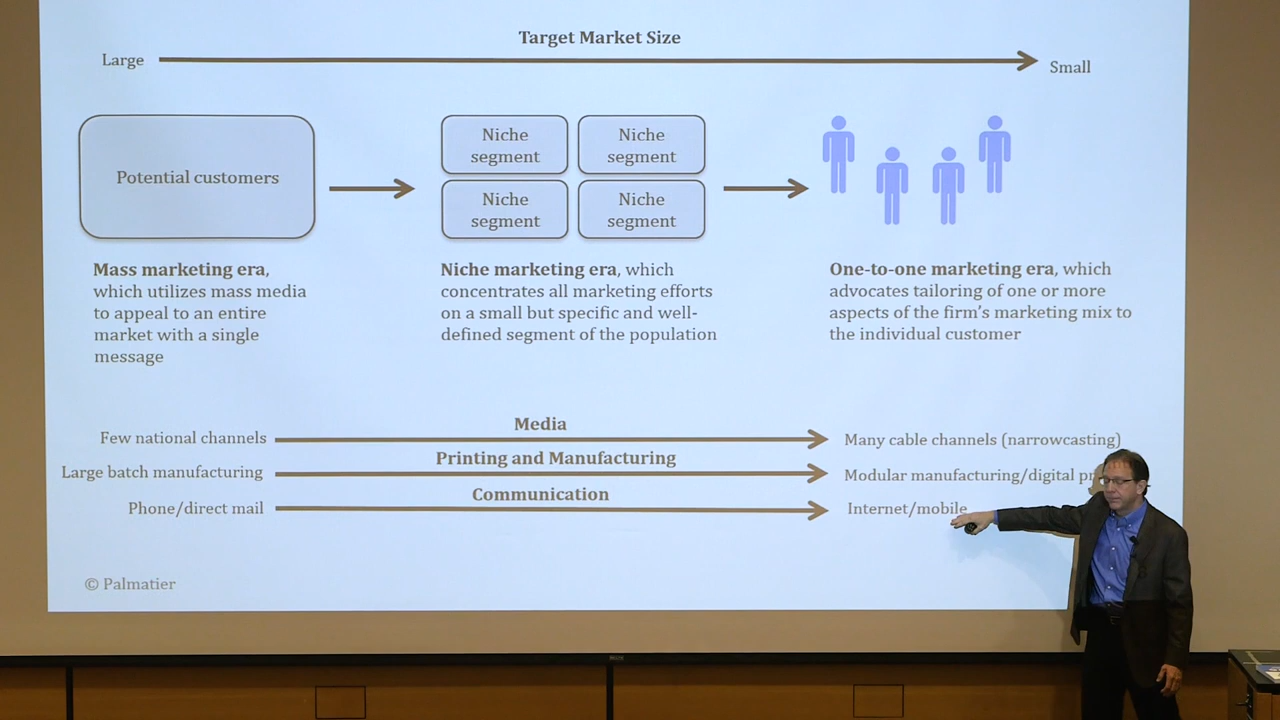 Target Market Size
Large
Small
Potential customers
Niche
segment
Niche
segment
Niche
segment
Niche
segment
Mass marketing era,
which utilizes mass media
to appeal to an entire
market with a single
message
Niche marketing era, which
concentrates all marketing efforts
on a small but specific and well-
defined segment of the population
One-to-one marketing era, which
advocates tailoring of one or more
aspects of the firm's marketing mix to
the individual customer
Media
Few national channels
Many cable channels (narrowcasting)
Printing and Manufacturing
Large batch manufacturing
Modular manufacturing/digital
Communication
Phone/direct mail
Internet/mobile
© Palmatier